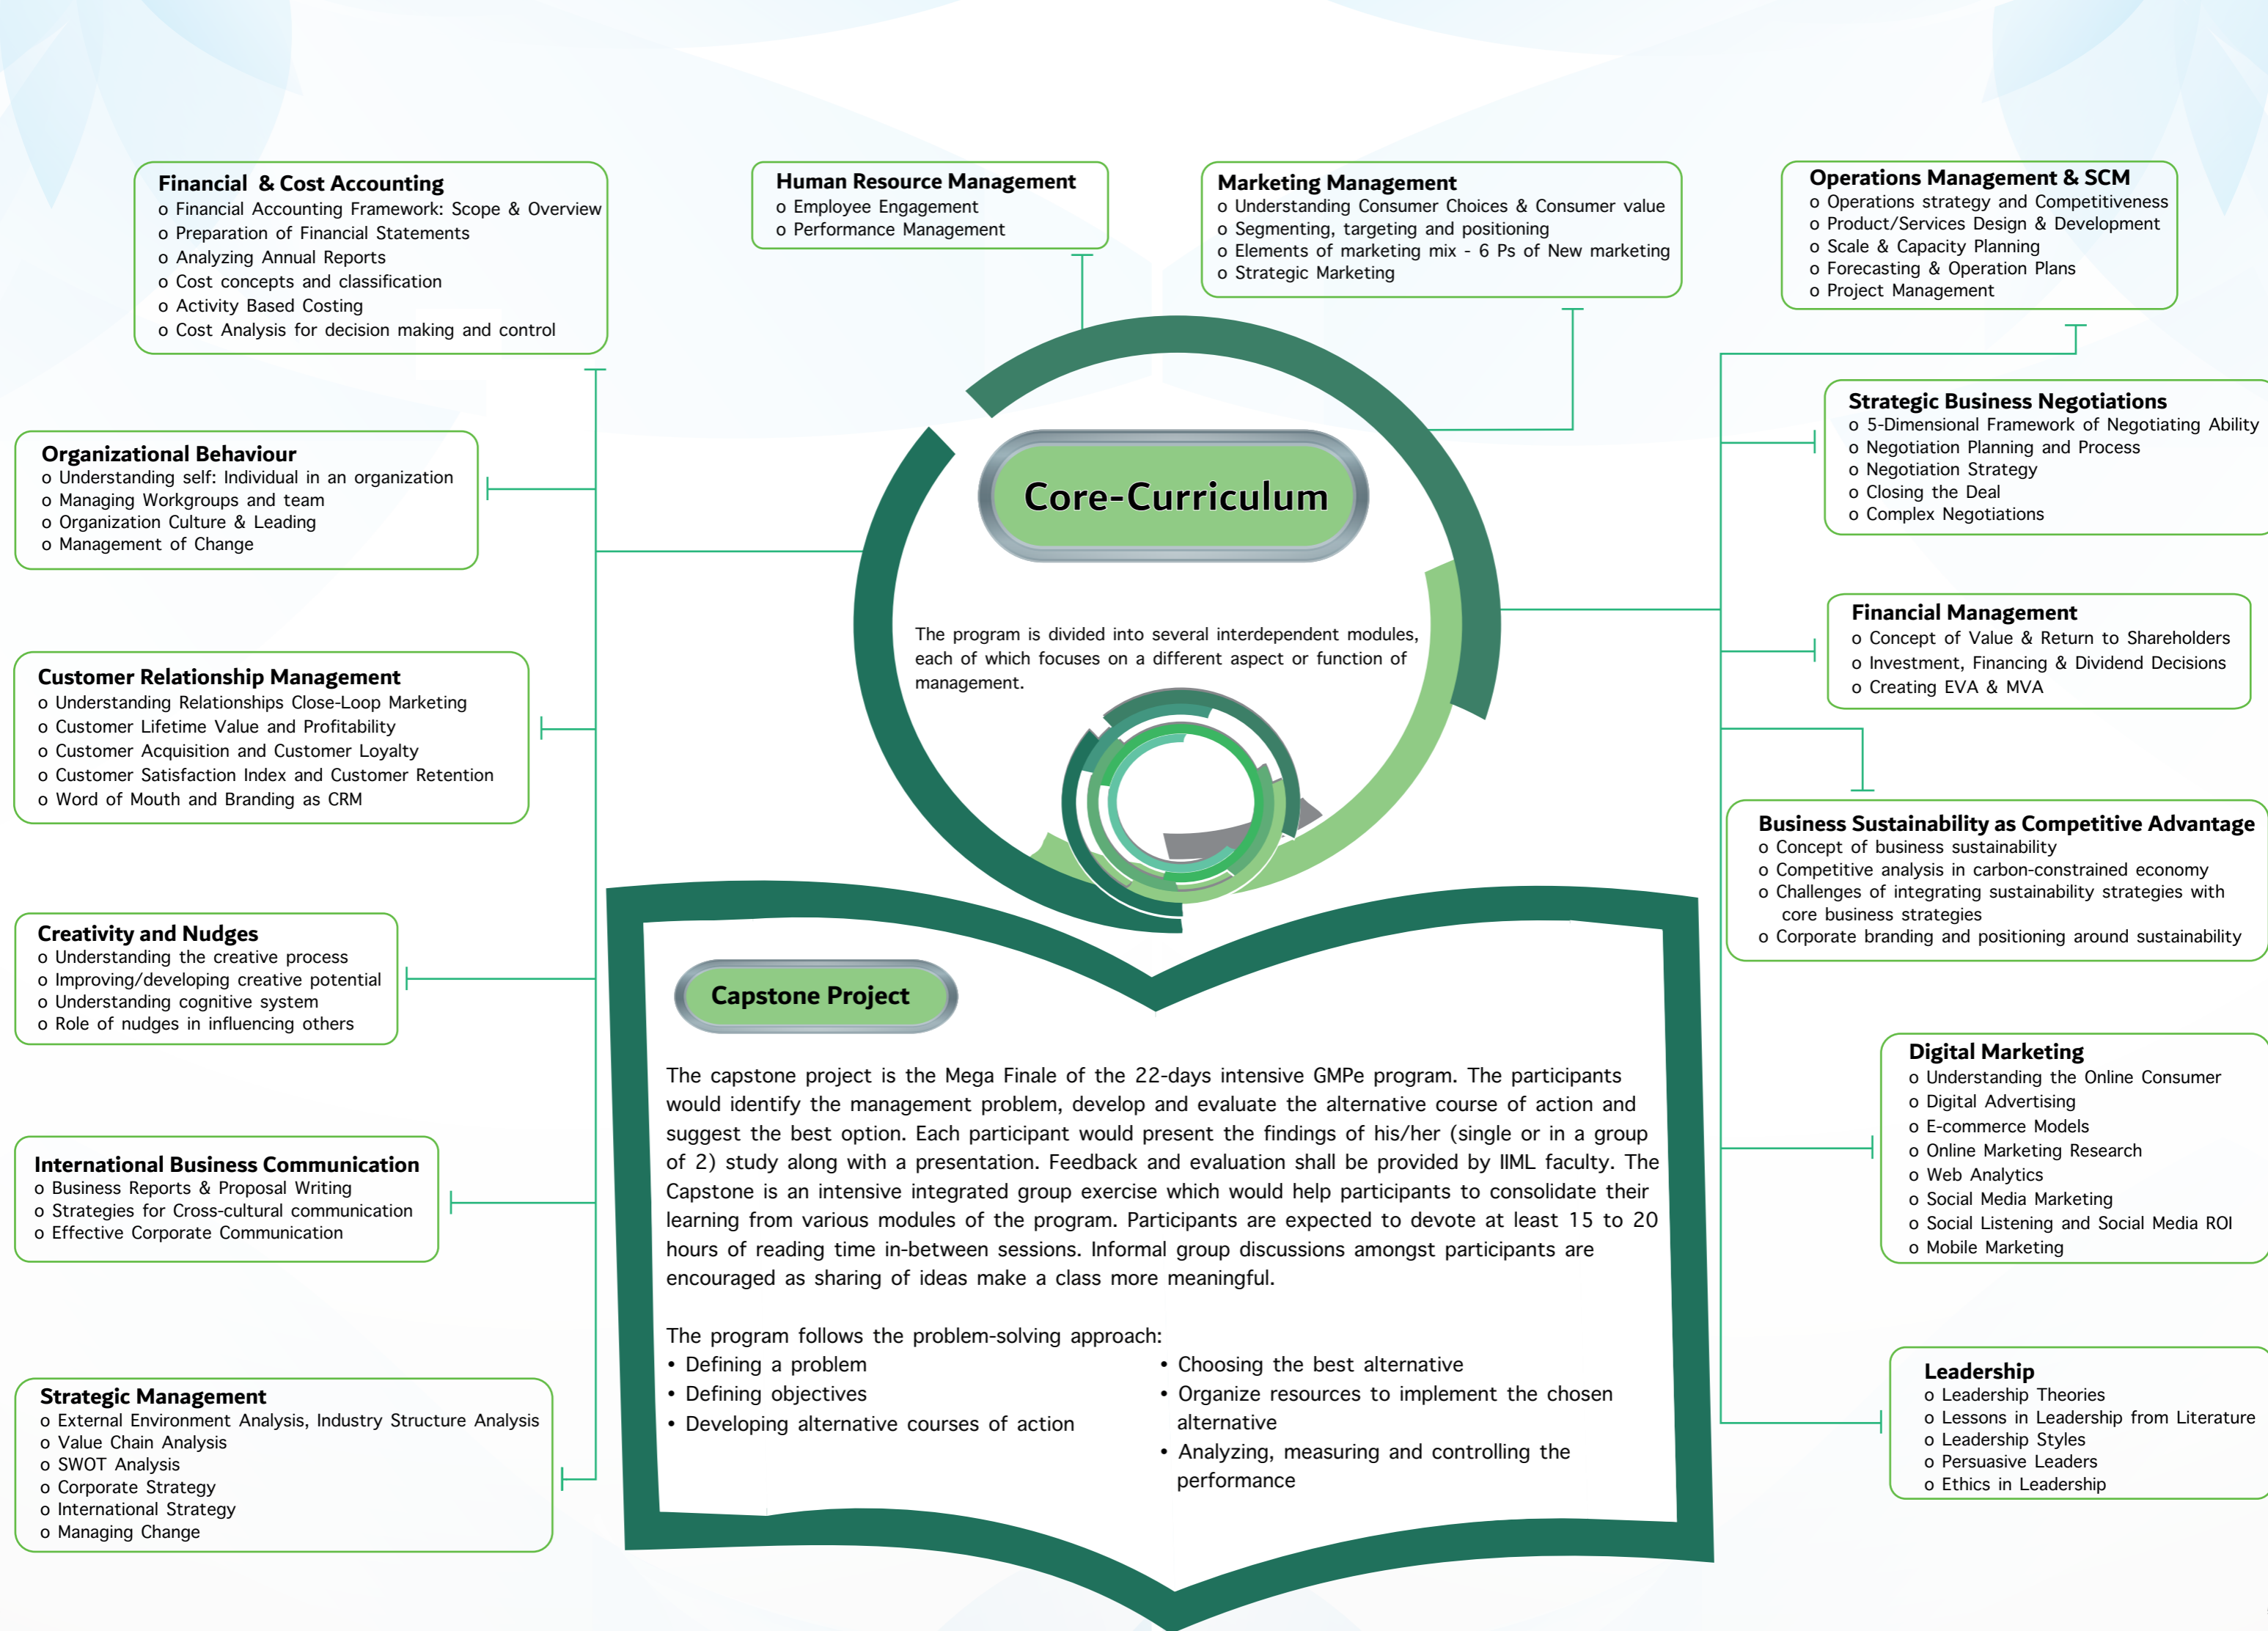 Financial & Cost Accounting
o Financial Accounting Framework: Scope & Overview
o Preparation of Financial Statements
o Analyzing Annual Reports
o Cost concepts and classification
o Activity Based Costing
o Cost Analysis for decision making and control
Human Resource Management
o Employee Engagement
o Performance Management
Marketing Management
o Understanding Consumer Choices & Consumer value
o Segmenting, targeting and positioning
o Elements of marketing mix - 6 Ps of New marketing
o Strategic Marketing
Operations Management & SCM
o Operations strategy and Competitiveness
o Product/Services Design & Development
o Scale & Capacity Planning
o Forecasting & Operation Plans
o Project Management
Organizational Behaviour
o Understanding self: Individual in an organization
o Managing Workgroups and team
o Organization Culture & Leading
o Management of Change
Core-Curriculum
The program is divided into several interdependent modules,
each of which focuses on a different aspect or function of
management.
Strategic Business Negotiations
o 5-Dimensional Framework of Negotiating Ability
o Negotiation Planning and Process
o Negotiation Strategy
o Closing the Deal
o Complex Negotiations
Customer Relationship Management
o Understanding Relationships Close-Loop Marketing
o Customer Lifetime Value and Profitability
o Customer Acquisition and Customer Loyalty
o Customer Satisfaction Index and Customer Retention
o Word of Mouth and Branding as CRM
Financial Management
o Concept of Value & Return to Shareholders
o Investment, Financing & Dividend Decisions
o Creating EVA & MVA
Business Sustainability as Competitive Advantage
o Concept of business sustainability
o Competitive analysis in carbon-constrained economy
o Challenges of integrating sustainability strategies with
core business strategies
o Corporate branding and positioning around sustainability
Creativity and Nudges
o Understanding the creative process
o Improving/developing creative potential
o Understanding cognitive system
o Role of nudges in influencing others
Capstone Project
The capstone project is the Mega Finale of the 22-days intensive GMPe program. The participants
would identify the management problem, develop and evaluate the alternative course of action and
suggest the best option. Each participant would present the findings of his/her (single or in a group
of 2) study along with a presentation. Feedback and evaluation shall be provided by IIML faculty. The
Capstone is an intensive integrated group exercise which would help participants to consolidate their
learning from various modules of the program. Participants are expected to devote at least 15 to 20
hours of reading time in-between sessions. Informal group discussions amongst participants are
encouraged as sharing of ideas make a class more meaningful.
The program follows the problem-solving approach:
• Defining a problem
• Defining objectives
• Developing alternative courses of action
• Choosing the best alternative
• Organize resources to implement the chosen
alternative
• Analyzing, measuring and controlling the
performance
Digital Marketing
o Understanding the Online Consumer
o Digital Advertising
o E-commerce Models
o Online Marketing Research
o Web Analytics
o Social Media Marketing
o Social Listening and Social Media ROI
o Mobile Marketing
International Business Communication
o Business Reports & Proposal Writing
o Strategies for Cross-cultural communication
o Effective Corporate Communication
Strategic Management
o External Environment Analysis, Industry Structure Analysis
o Value Chain Analysis
o SWOT Analysis
o Corporate Strategy
o International Strategy
o Managing Change
Leadership
o Leadership Theories
o Lessons in Leadership from Literature
o Leadership Styles
o Persuasive Leaders
o Ethics in Leadership